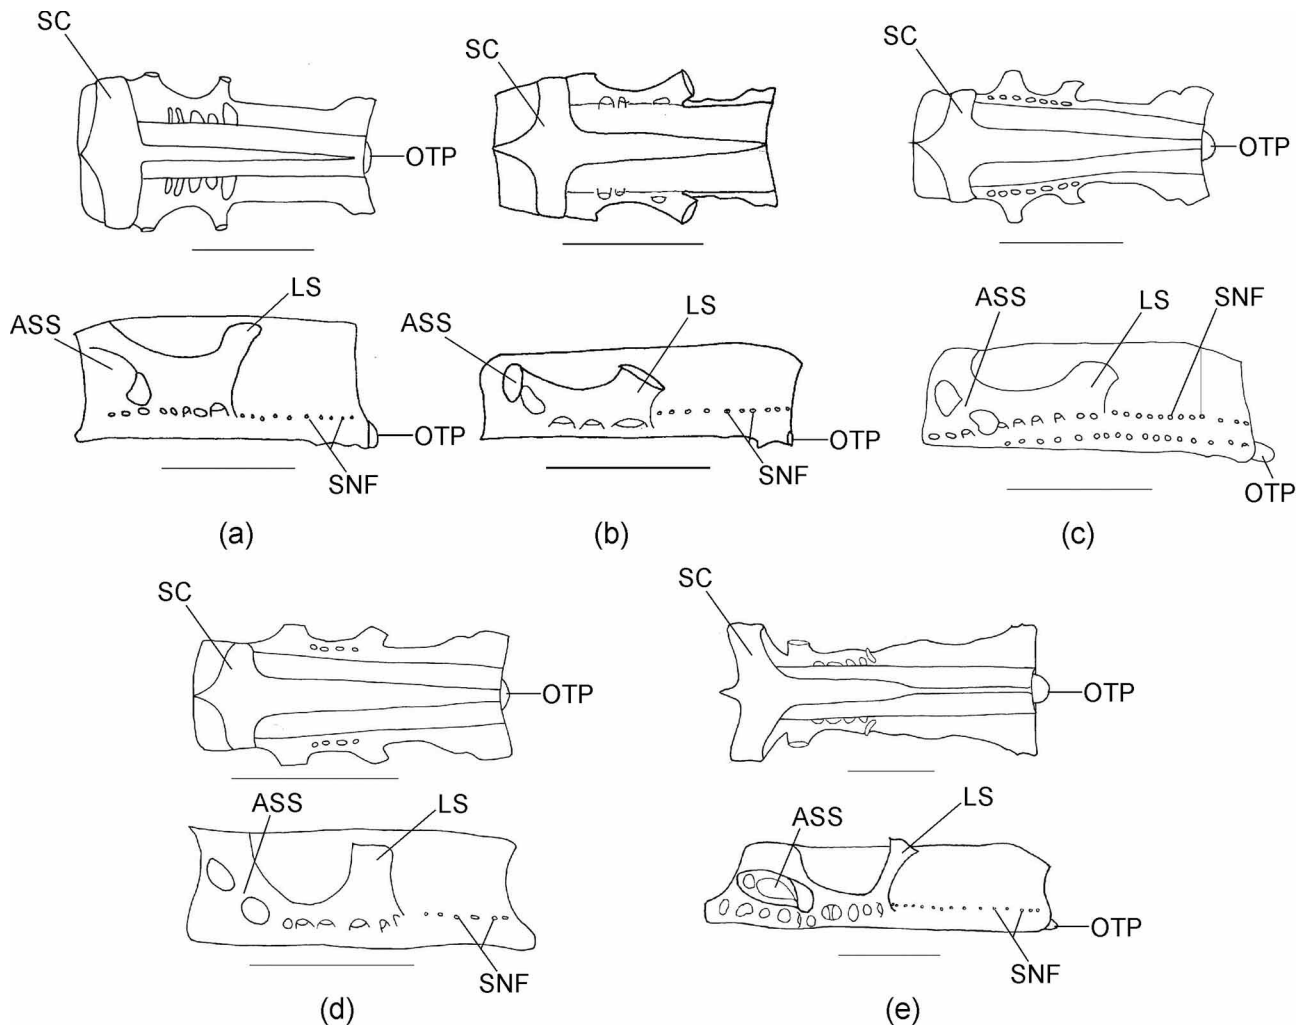 SC
OTP
SC
SC
OTP
ASS
LS
OTP
SNF
ASS
LS
OTP
SNF
ASS
LS
SNF
OTP
(a)
(b)
(c)
SC
OTP
SC
OTP
ASS
LS
SNF
ASS
LS
OTP
SNF
(d)
(e)